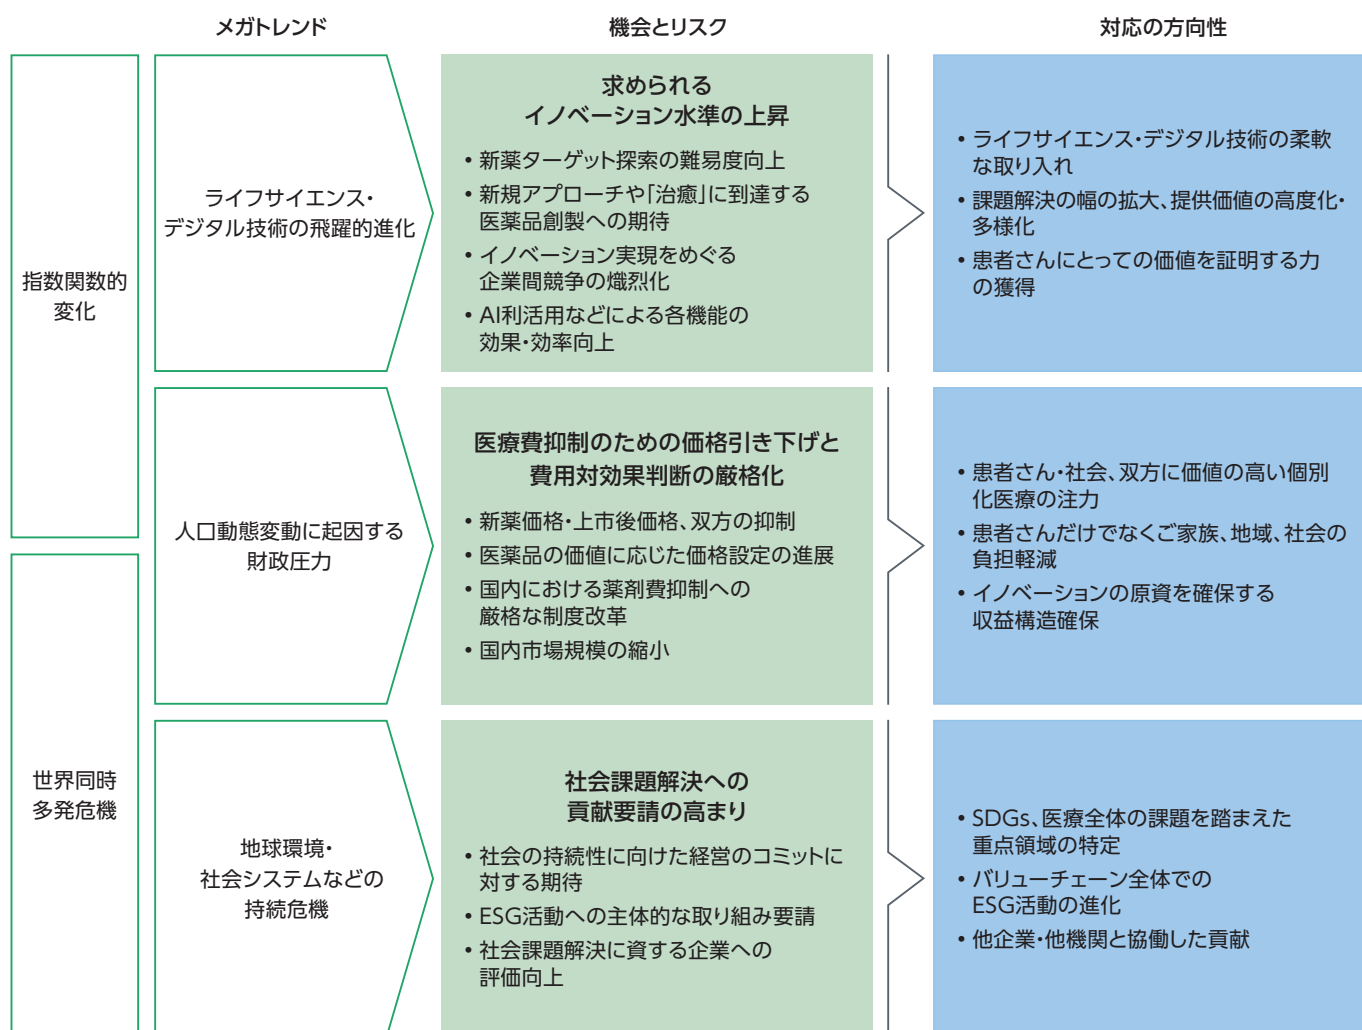 メガトレンド
機会とリスク
対応の方向性
指数関数的
変化
ライフサイエンス・
デジタル技術の飛躍的進化
求められる
イノベーション水準の上昇
• 新薬ターゲット探索の難易度向上
• 新規アプローチや「治癒」に到達する
医薬品創製への期待
• イノベーション実現をめぐる
企業間競争の熾烈化
• AI利活用などによる各機能の
効果・効率向上
• ライフサイエンス・デジタル技術の柔軟
な取り入れ
• 課題解決の幅の拡大、提供価値の高度化・
多様化
• 患者さんにとっての価値を証明する力
の獲得
人口動態変動に起因する
財政圧力
医療費抑制のための価格引き下げと
費用対効果判断の厳格化
• 新薬価格・上市後価格、双方の抑制
• 医薬品の価値に応じた価格設定の進展
• 国内における薬剤費抑制への
厳格な制度改革
• 国内市場規模の縮小
• 患者さん・社会、双方に価値の高い個別
化医療の注力
• 患者さんだけでなくご家族、地域、社会の
負担軽減
• イノベーションの原資を確保する
収益構造確保
世界同時
多発危機
地球環境・
社会システムなどの
持続危機
社会課題解決への
貢献要請の高まり
• 社会の持続性に向けた経営のコミットに
対する期待
• ESG活動への主体的な取り組み要請
• 社会課題解決に資する企業への
評価向上
• SDGs、医療全体の課題を踏まえた
重点領域の特定
• バリューチェーン全体での
ESG活動の進化
• 他企業・他機関と協働した貢献